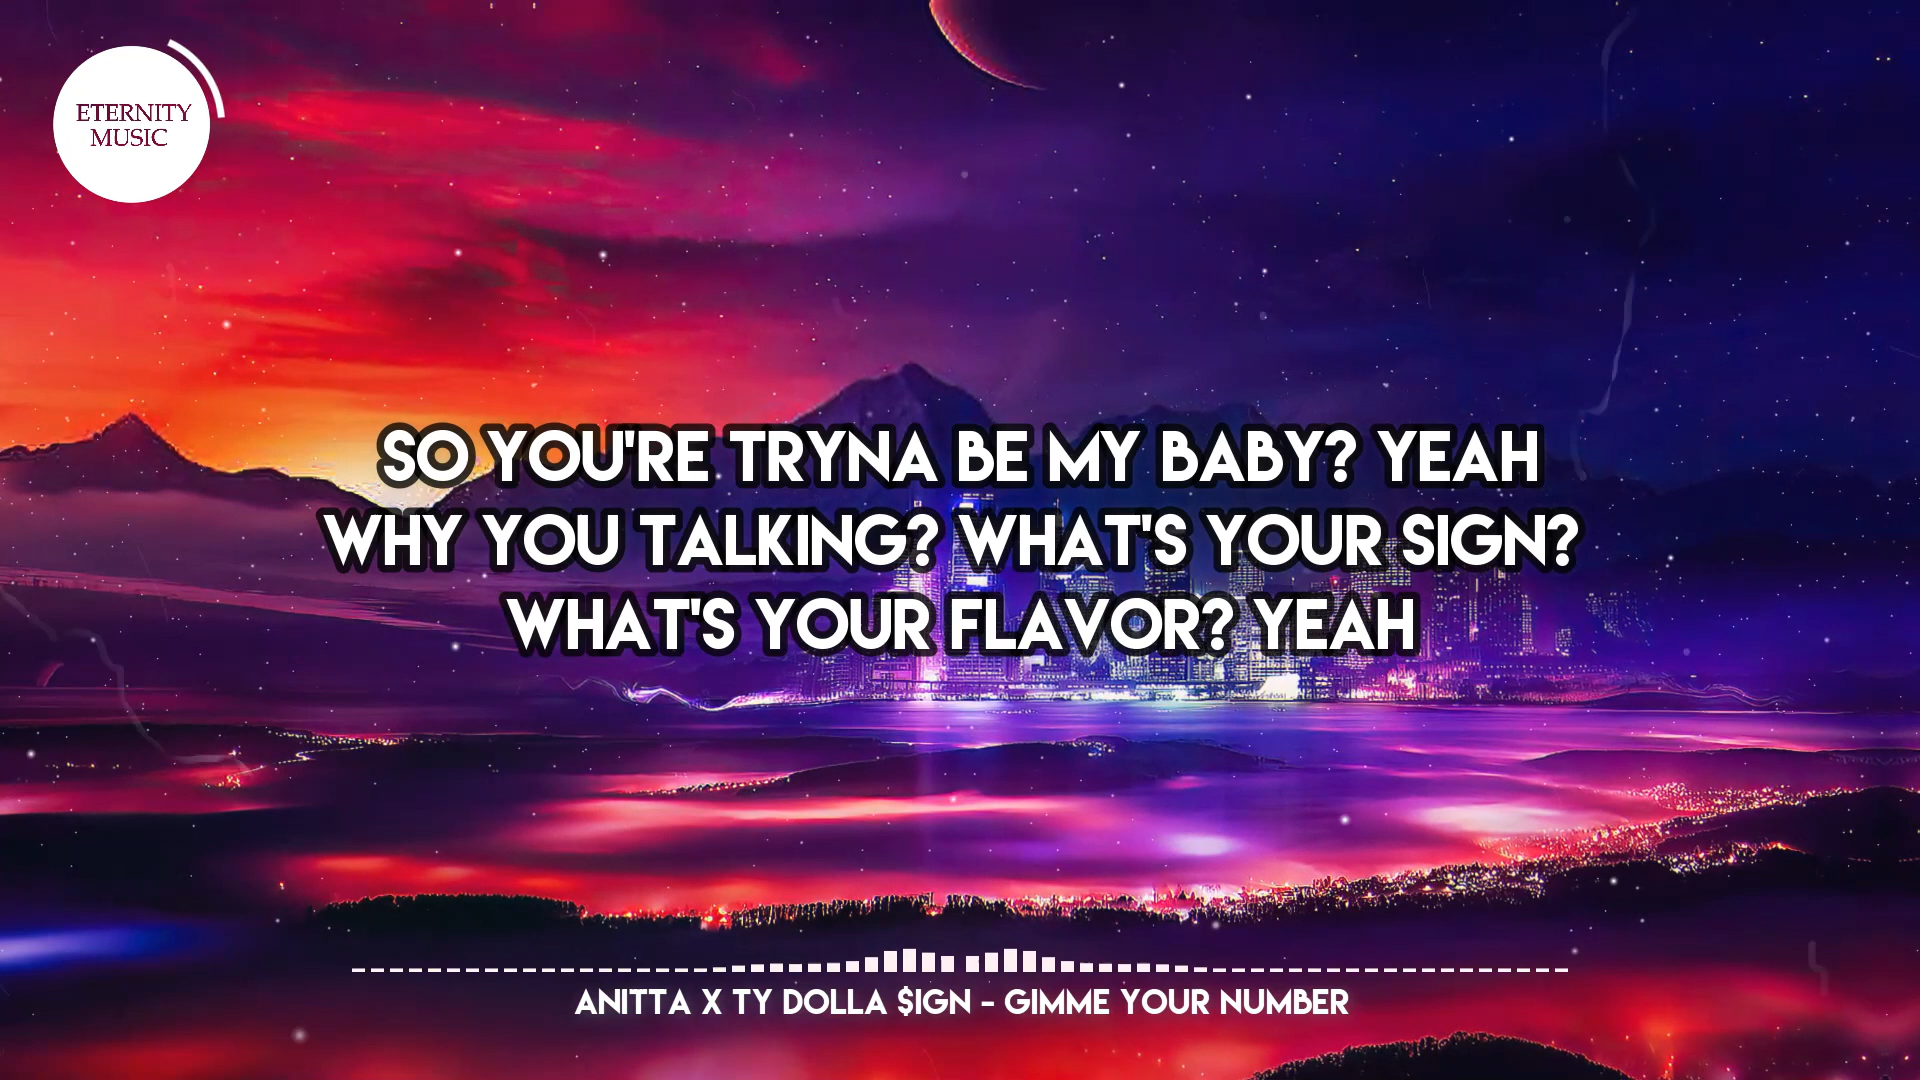 ETERNITY
MUSIC
SO YOU'RE TRYNA BE MY BABY? YEAH
WHY YOU TALKING? WHAT'S YOUR SIGN?
WHAT'S YOUR FLAVOR? YEAH
ANITTA X TY DOLLA $IGN - GIMME YOUR NUMBER